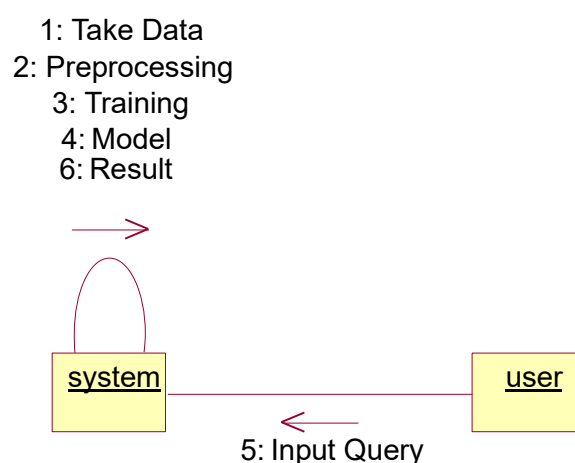 1: Take Data
2: Preprocessing
3: Training
4: Model
6: Result
system
user
5: Input Query